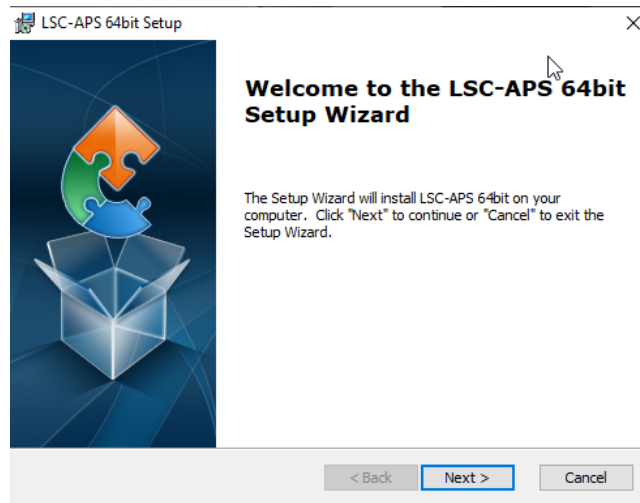 LSC-APS 64bit Setup
Welcome to the LSC-APS 64bit
Setup Wizard
The Setup Wizard will install LSC-APS 64bit on your
computer.  Click "Next" to continue or "Cancel" to exit the
Setup Wizard.
< Back
Next >
Cancel